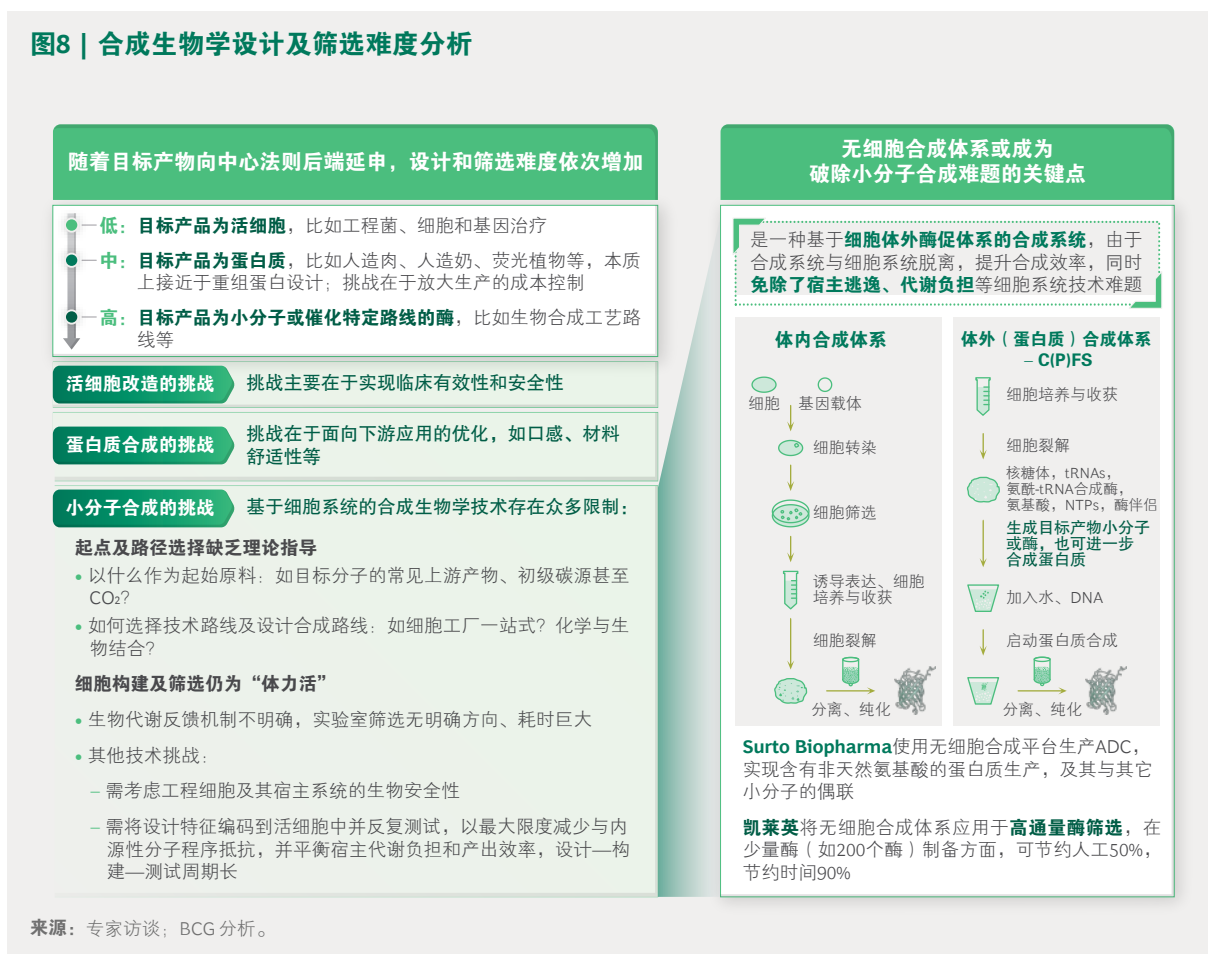 图8 | 合成生物学设计及筛选难度分析
随着目标产物向中心法则后端延申，设计和筛选难度依次增加
低：目标产品为活细胞，比如工程菌、细胞和基因治疗
中：目标产品为蛋白质，比如人造肉、人造奶、荧光植物等，本质
上接近于重组蛋白设计；挑战在于放大生产的成本控制
高：目标产品为小分子或催化特定路线的酶，比如生物合成工艺路
线等
活细胞改造的挑战
挑战主要在于实现临床有效性和安全性
蛋白质合成的挑战
挑战在于面向下游应用的优化，如口感、材料
舒适性等
小分子合成的挑战
基于细胞系统的合成生物学技术存在众多限制：
起点及路径选择缺乏理论指导
• 以什么作为起始原料：如目标分子的常见上游产物、初级碳源甚至
CO₂？
• 如何选择技术路线及设计合成路线：如细胞工厂一站式？化学与生
物结合？
细胞构建及筛选仍为“体力活”
• 生物代谢反馈机制不明确，实验室筛选无明确方向、耗时巨大
• 其他技术挑战：
– 需考虑工程细胞及其宿主系统的生物安全性
– 需将设计特征编码到活细胞中并反复测试，以最大限度减少与内
源性分子程序抵抗，并平衡宿主代谢负担和产出效率，设计—构
建—测试周期长
无细胞合成体系或成为
破除小分子合成难题的关键点
是一种基于细胞体外酶促体系的合成系统，由于
合成系统与细胞系统脱离，提升合成效率，同时
免除了宿主逃逸、代谢负担等细胞系统技术难题
体内合成体系
细胞
基因载体
细胞转染
细胞筛选
诱导表达、细胞
培养与收获
细胞裂解
分离、纯化
体外（蛋白质）合成体系
– C(P)FS
细胞培养与收获
细胞裂解
核糖体，tRNAs，
氨酰-tRNA合成酶，
氨基酸，NTPs，酶伴侣
生成目标产物小分子
或酶，也可进一步
合成蛋白质
加入水、DNA
启动蛋白质合成
分离、纯化
Surto Biopharma使用无细胞合成平台生产ADC，
实现含有非天然氨基酸的蛋白质生产，及其与其它
小分子的偶联
凯莱英将无细胞合成体系应用于高通量酶筛选，在
少量酶（如200个酶）制备方面，可节约人工50%，
节约时间90%
来源：专家访谈；BCG 分析。